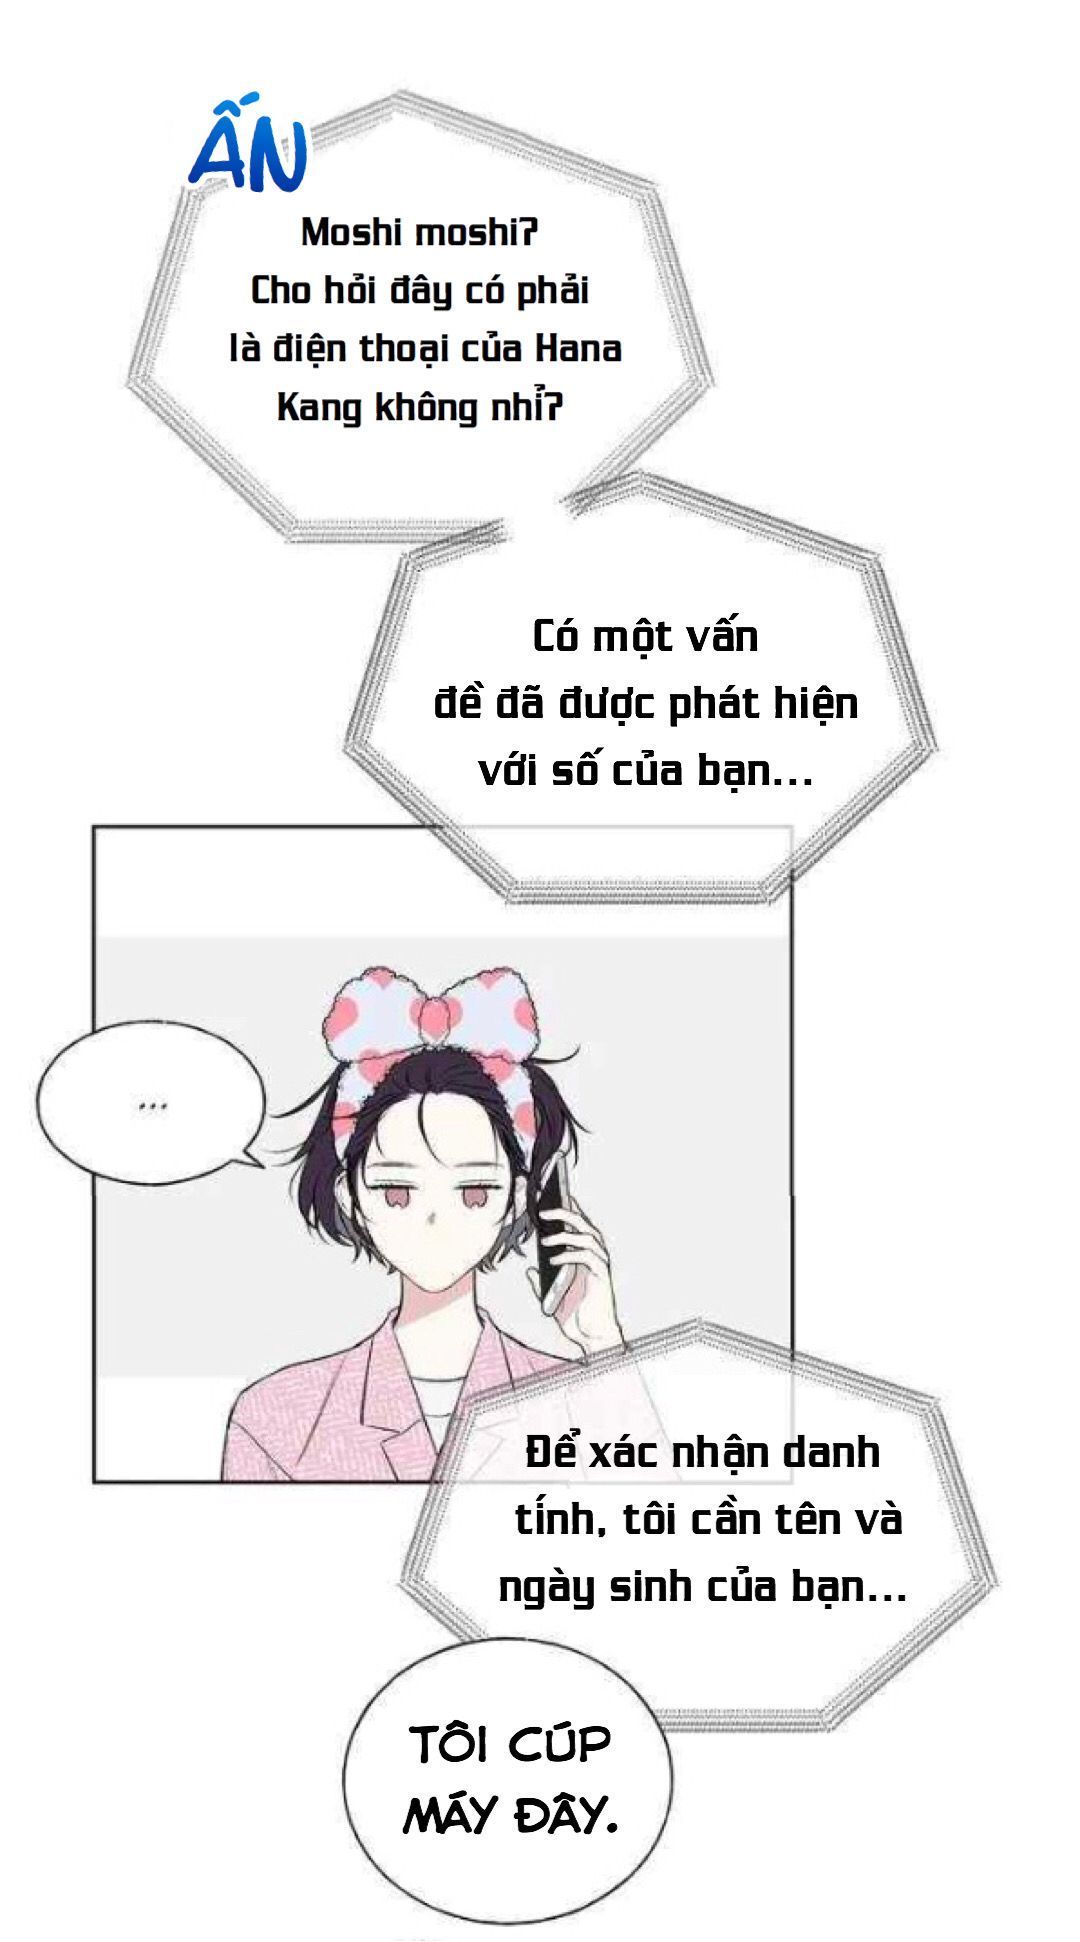 ẤN
Moshi moshi?
Cho hỏi đây có phải
là điện thoại của Hana
Kang không nhỉ?
Có một vấn
đề đã được phát hiện
với số của bạn...
...
Để xác nhận danh
tính, tôi cần tên và
ngày sinh của bạn...
TÔI CÚP
MÁY ĐÂY.